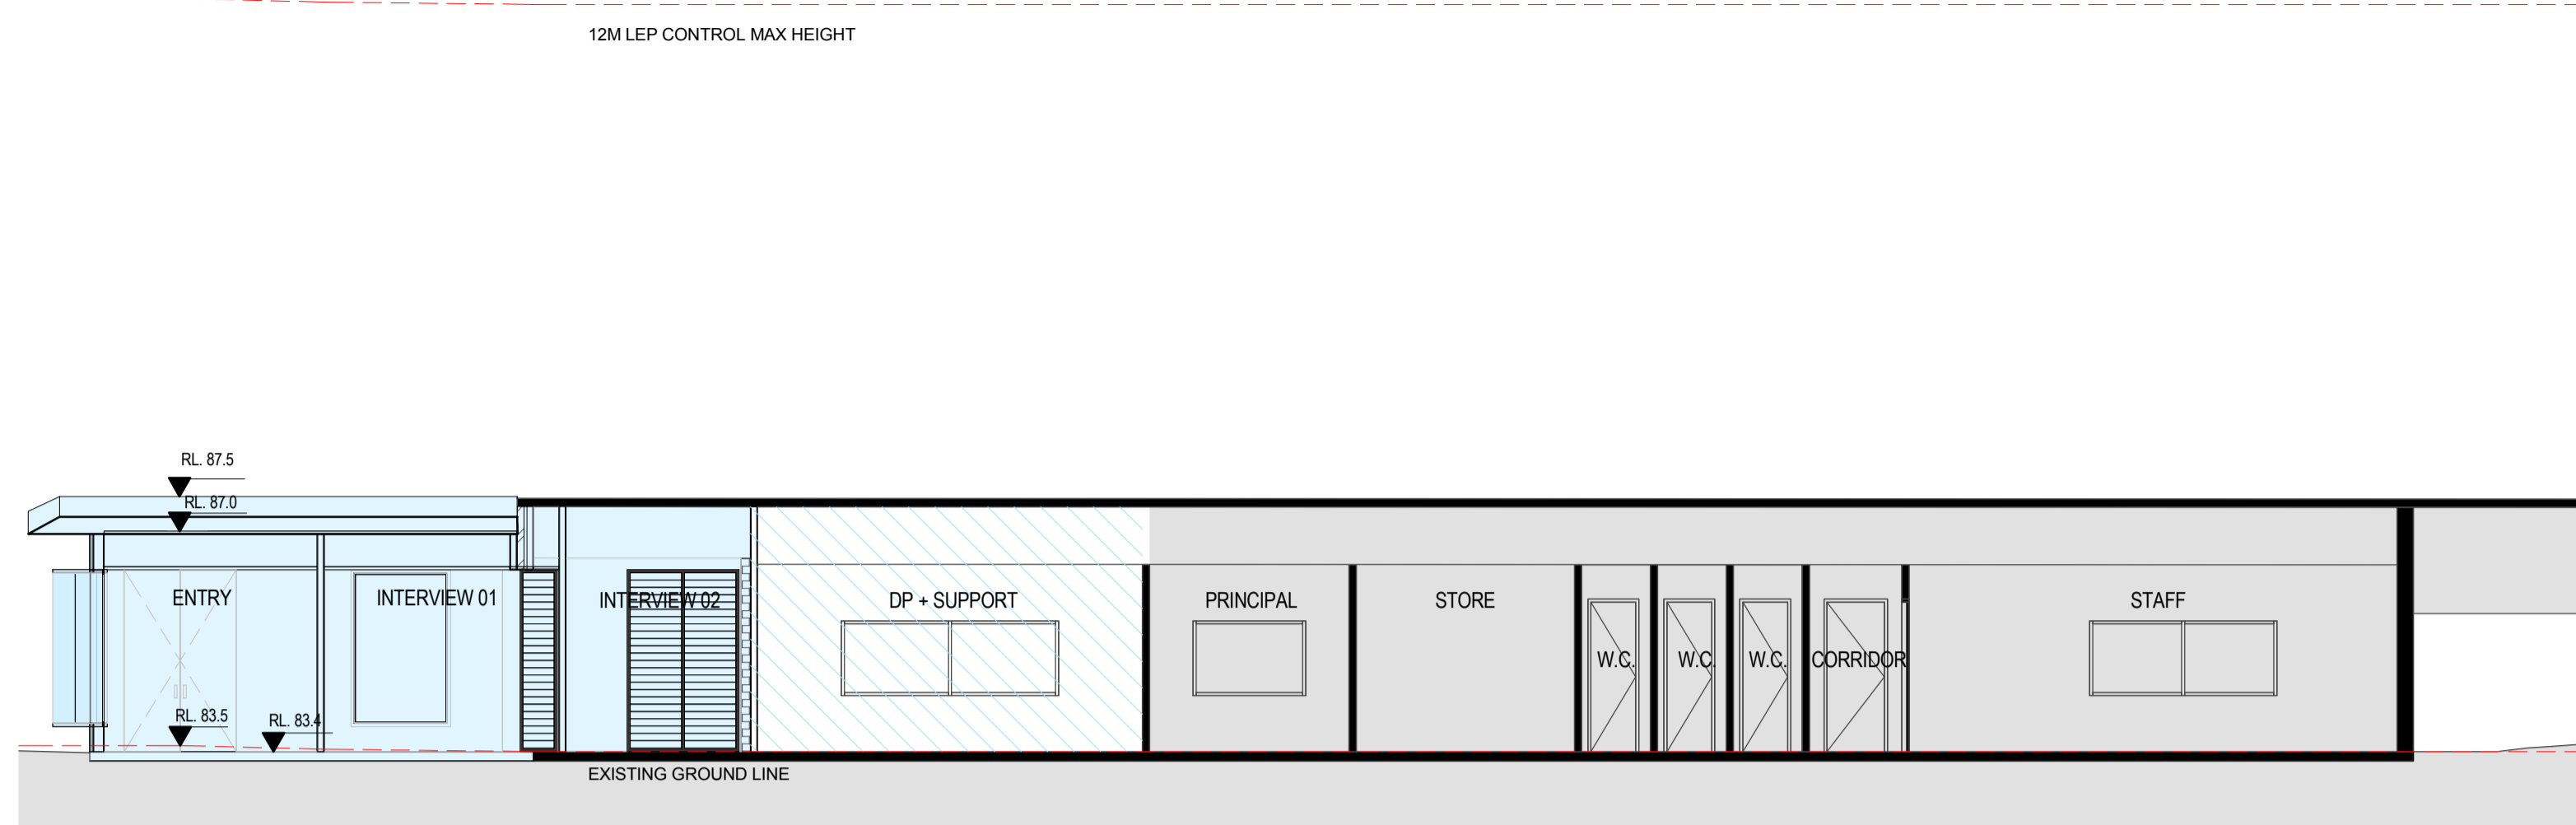 12M LEP CONTROL MAX HEIGHT
RL. 87.5
RL. 87.0
ENTRY
INTERVIEW 01
INTERVIEW 02
DP + SUPPORT
PRINCIPAL
STORE
STAFF
W.C.
W.C.
W.C.
CORRIDOR
RL. 83.5
RL. 83.4
EXISTING GROUND LINE